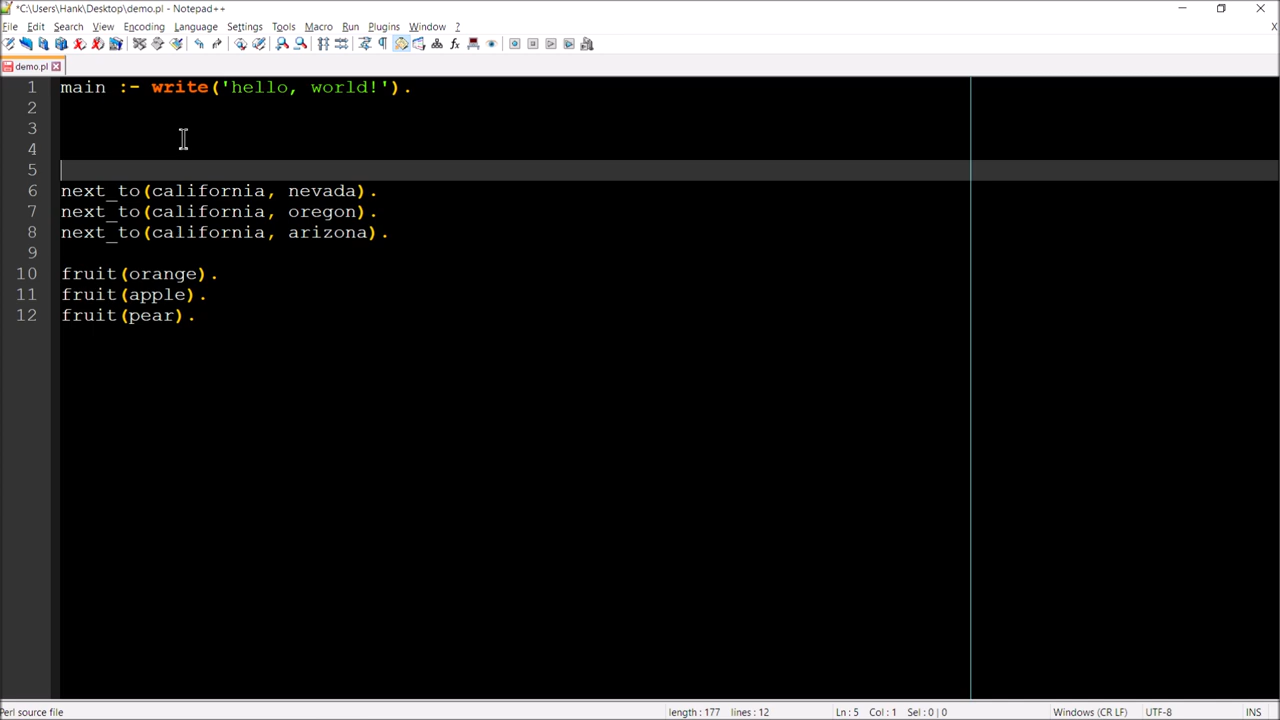 *C:\Users\Hank\Desktop\demo.pl - Notepad++
File Edit Search View Encoding Language Settings Tools Macro Run Plugins Window ? X
demo.pl
1 main :- write('hello, world!').
2
3
4
5
6 next_to(california, nevada).
7 next_to(california, oregon).
8 next_to(california, arizona).
9
10 fruit(orange).
11 fruit(apple).
12 fruit(pear).
Perl source file length : 177 lines : 12 Ln : 5 Col : 1 Sel : 0 | 0 Windows (CR LF) UTF-8 INS